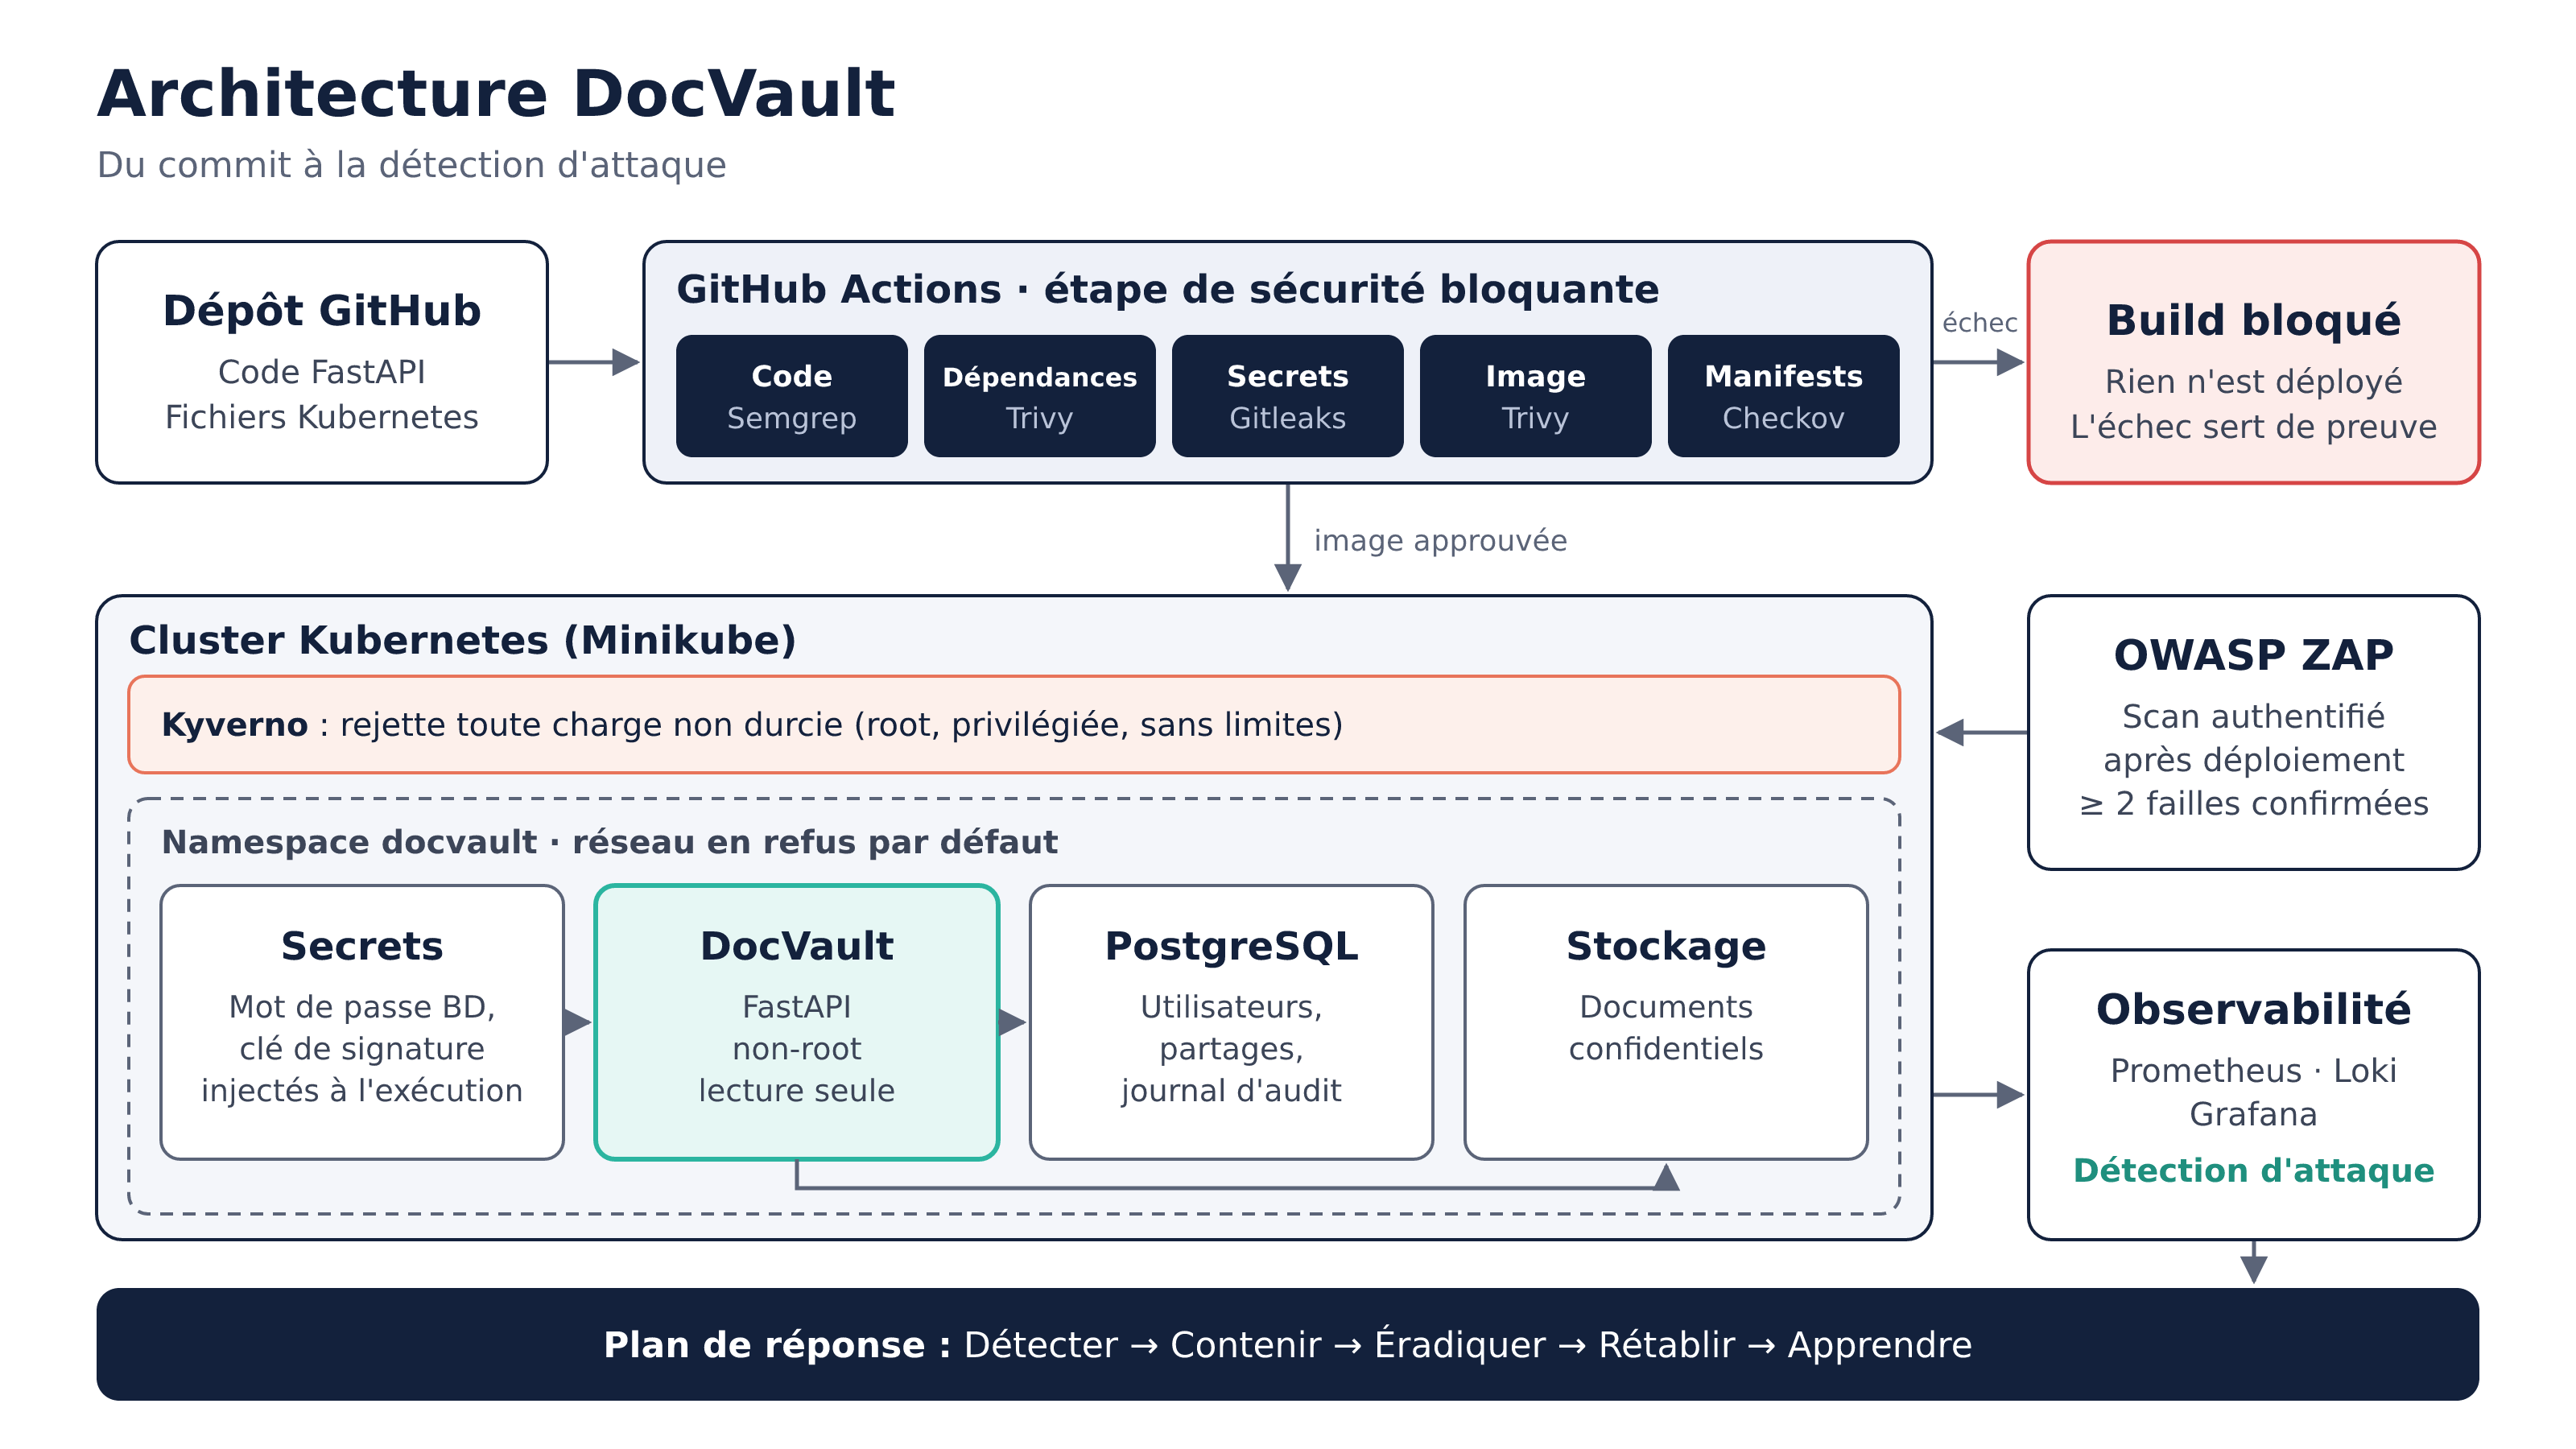 Architecture DocVault
Du commit à la détection d'attaque
Dépôt GitHub
Code FastAPI
Fichiers Kubernetes
GitHub Actions · étape de sécurité bloquante
Code
Semgrep
Dépendances
Trivy
Secrets
Gitleaks
Image
Trivy
Manifests
Checkov
échec
Build bloqué
Rien n'est déployé
L'échec sert de preuve
image approuvée
Cluster Kubernetes (Minikube)
Kyverno : rejette toute charge non durcie (root, privilégiée, sans limites)
Namespace docvault · réseau en refus par défaut
Secrets
Mot de passe BD,
clé de signature
injectés à l'exécution
DocVault
FastAPI
non-root
lecture seule
PostgreSQL
Utilisateurs,
partages,
journal d'audit
Stockage
Documents
confidentiels
OWASP ZAP
Scan authentifié
après déploiement
≥ 2 failles confirmées
Observabilité
Prometheus · Loki
Grafana
Détection d'attaque
Plan de réponse : Détecter → Contenir → Éradiquer → Rétablir → Apprendre